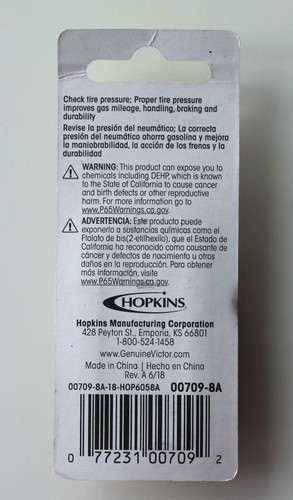 Check tire pressure; Proper tire pressure
improves gas mileage, handling, braking and
durability
Revise la presión del neumático; La correcta
presión del neumático ahorra gasolina y mejora
la maniobrabilidad, la acción de los frenos y la
durabilidad
WARNING: This product can expose you to
chemicals including DEHP, which is known
to the State of California to cause cancer
and birth defects or other reproductive
harm. For more information go to
www.P65Warnings.ca.gov.
ADVERTENCIA: Este producto puede
exponerlo a sustancias químicas como el
Ftalato de bis(2-etilhexilo), que el Estado de
California ha reconocido como causante de
cáncer y defectos de nacimiento u otros
daños en la reproducción. Para obtener
más información, visite
www.P65Warnings.ca.gov.
HOPKINS
Hopkins Manufacturing Corporation
428 Peyton St., Emporia, KS 66801
1-800-524-1458
www.GenuineVictor.com
Made in China | Hecho en China
Rev. A 6/18
00709-8A-18-HOP6058A 00709-8A
0 77231 00709 2